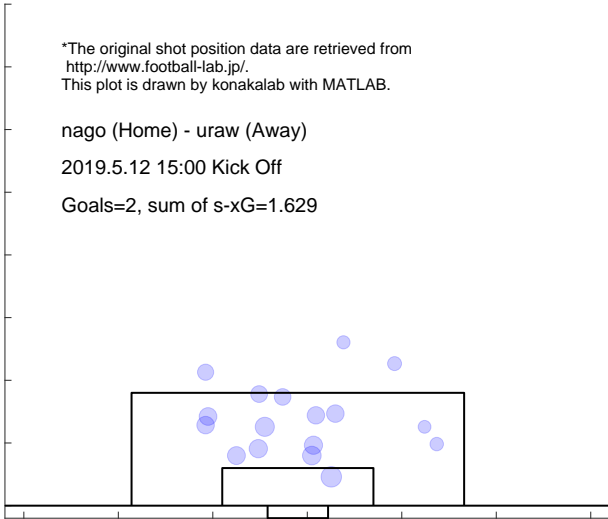 *The original shot position data are retrieved from
http://www.football-lab.jp/.
This plot is drawn by konakalab with MATLAB.
nago (Home) - uraw (Away)
2019.5.12 15:00 Kick Off
Goals=2, sum of s-xG=1.629